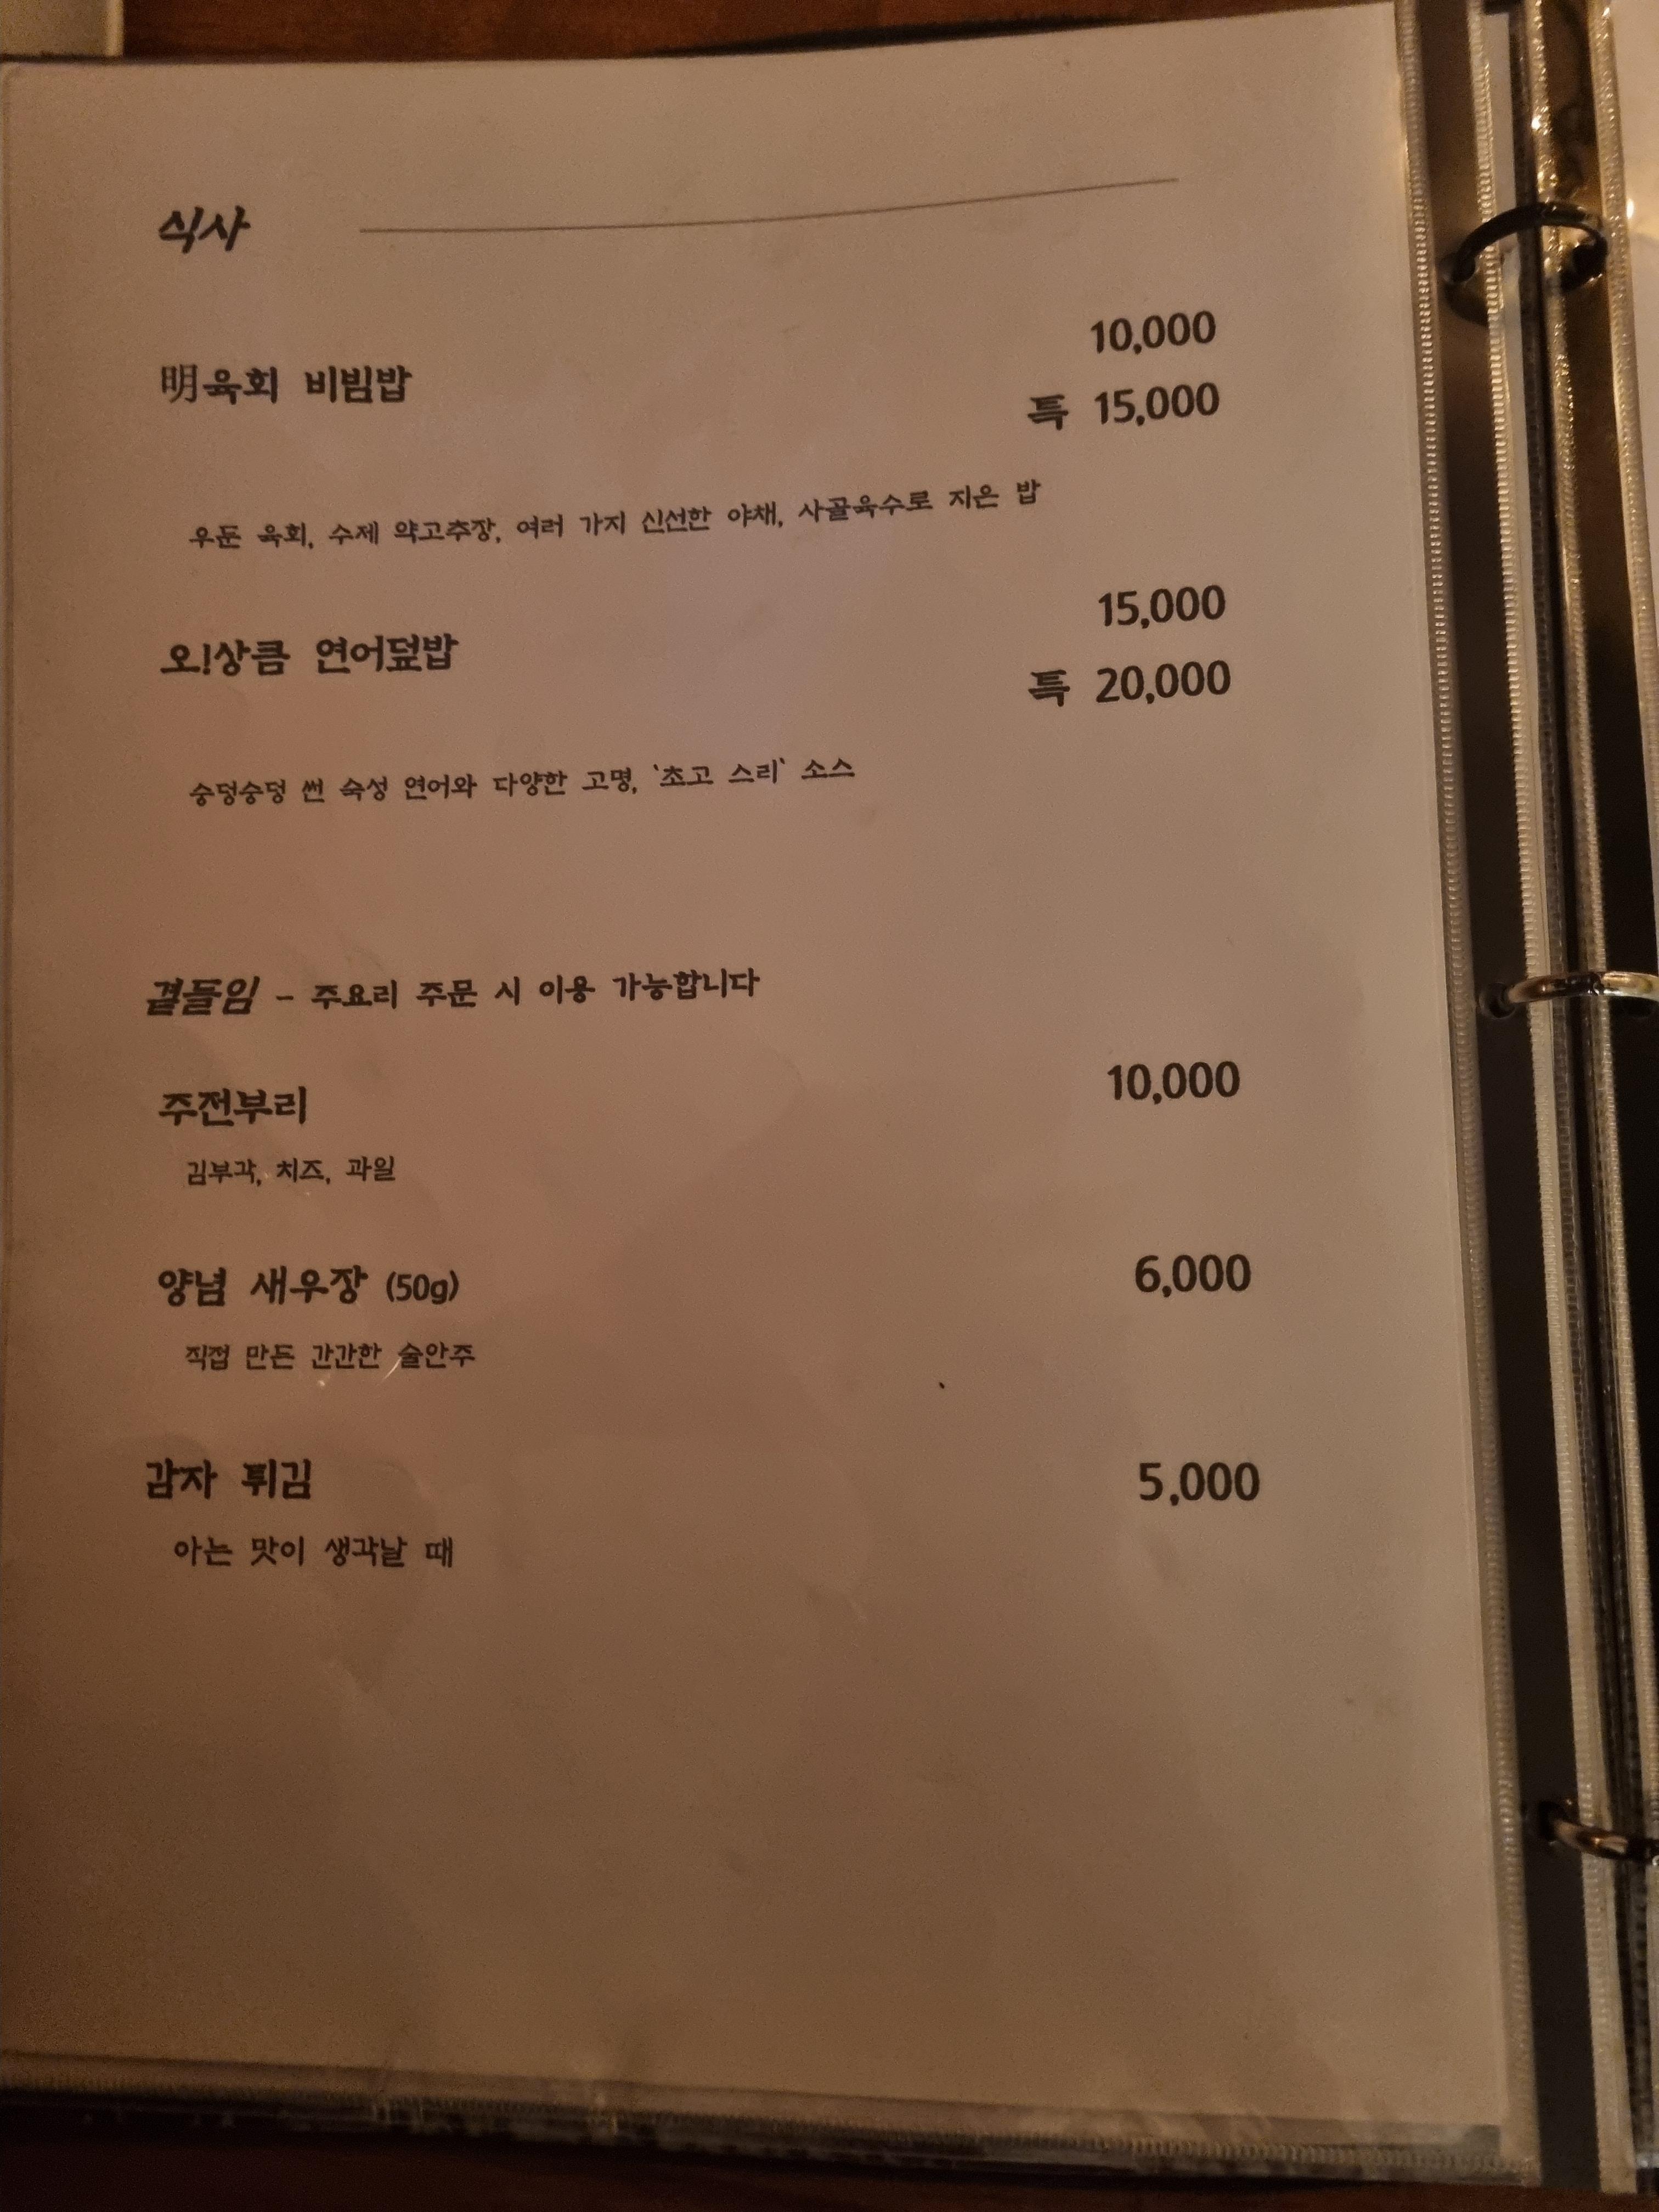 식사
10,000
明육회 비빔밥
특 15,000
우둔 육회, 수제 약고추장, 여러 가지 신선한 야채, 사골육수로 지은 밥
15,000
오!상큼 연어덮밥
특 20,000
숭덩숭덩 썬 숙성 연어와 다양한 고명, '초고 스리' 소스
곁들임 - 주요리 주문 시 이용 가능합니다
주전부리 10,000
김부각, 치즈, 과일
양념 새우장 (50g) 6,000
직접 만든 간간한 술안주
감자 튀김 5,000
아는 맛이 생각날 때